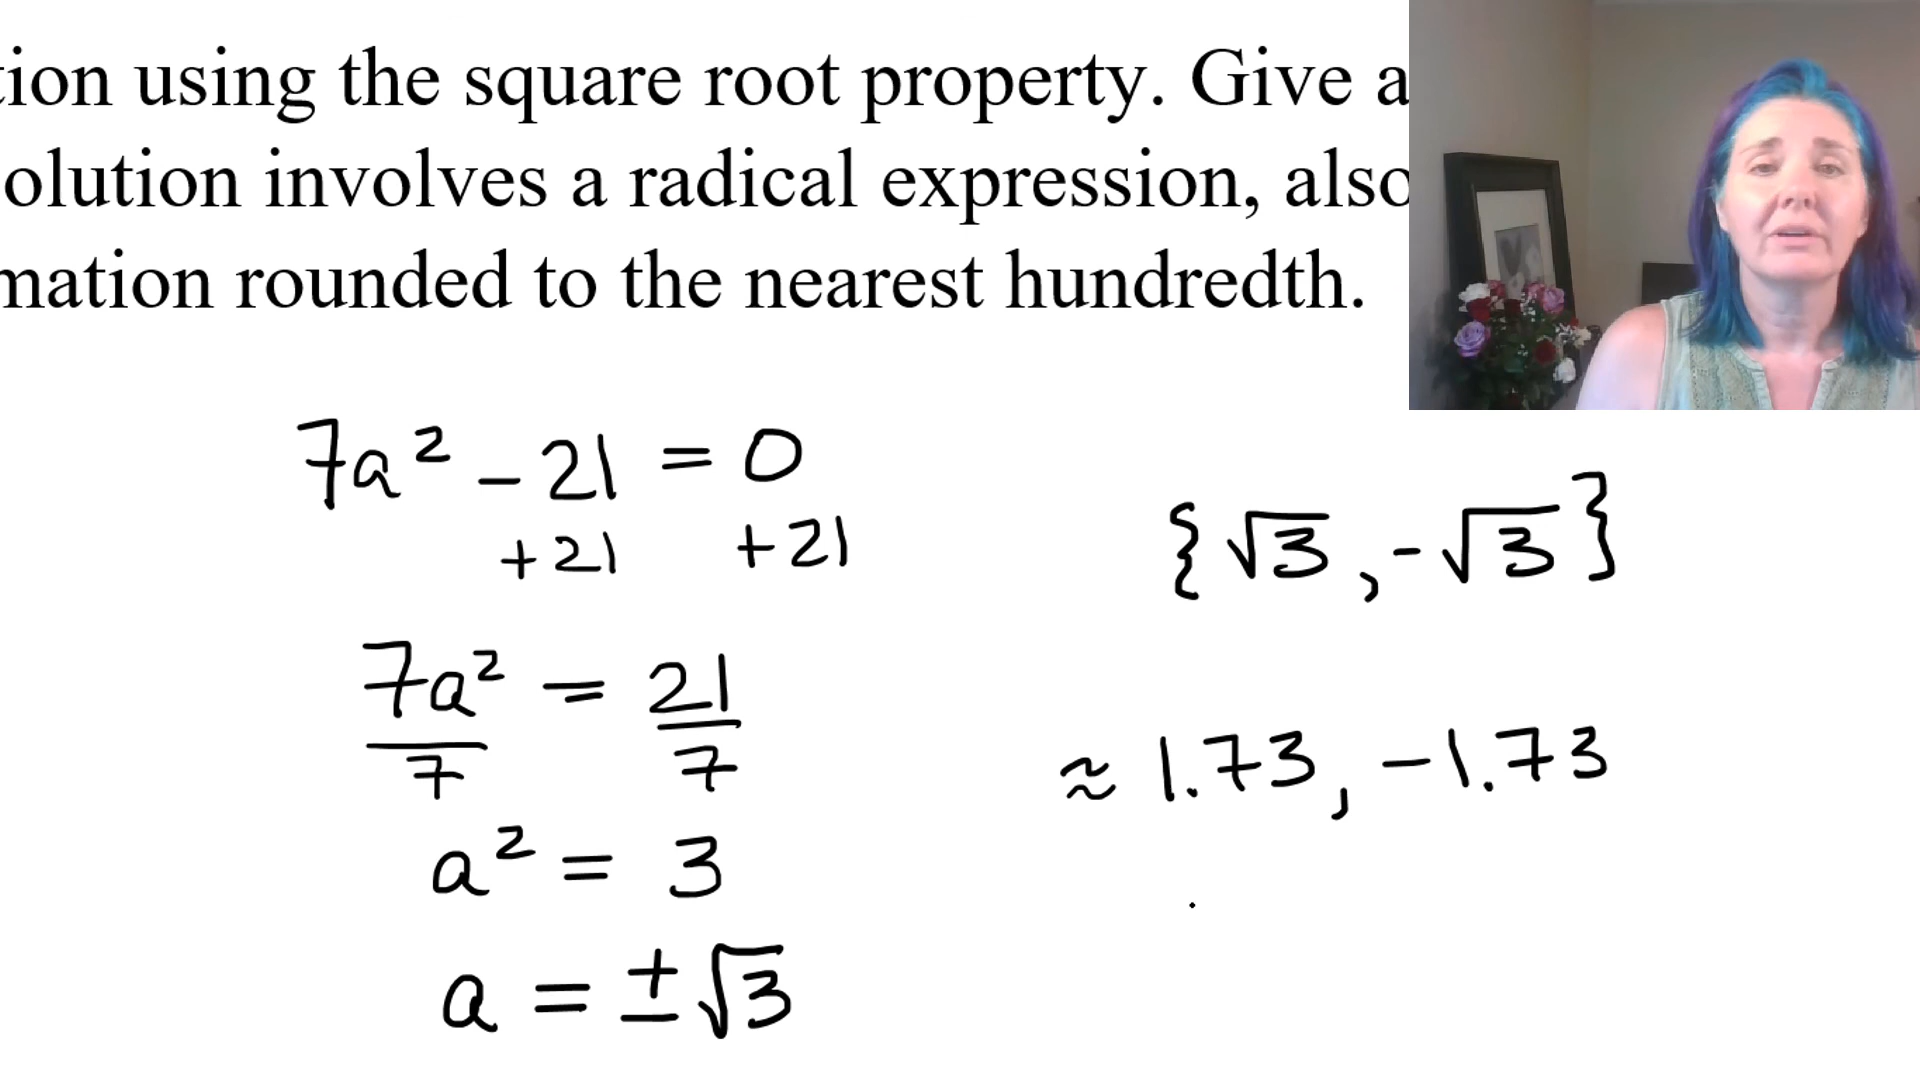 tion using the square root property. Give a
olution involves a radical expression, also
mation rounded to the nearest hundredth.
7a² - 21 = 0
+21 +21
7a² = 21
7 7
a² = 3
a = ±√3
{√3, -√3}
≈ 1.73, -1.73